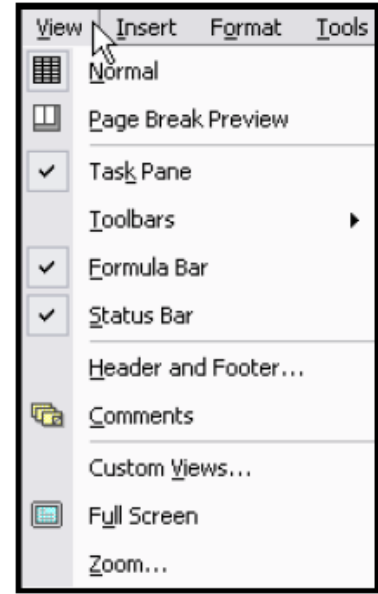 View Insert Format Tools
Normal
Page Break Preview
Task Pane
Toolbars
Formula Bar
Status Bar
Header and Footer...
Comments
Custom Views...
Full Screen
Zoom...